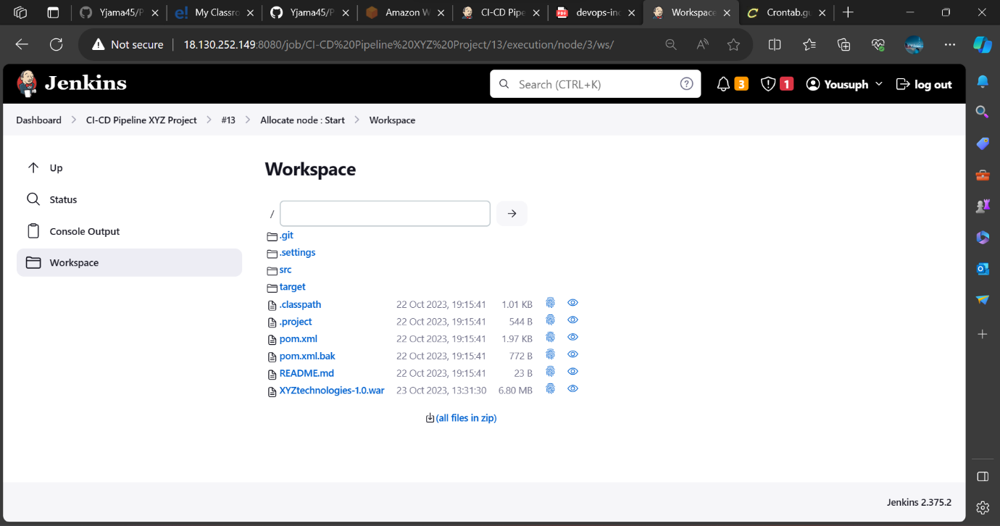 Yjama45/P
My Classro
Yjama45/P
Amazon W
CI-CD Pipe
PDF
devops-inc
Workspace
Crontab.gu
Not secure
18.130.252.149:8080/job/CI-CD%20Pipeline%20XYZ%20Project/13/execution/node/3/ws/
Jenkins
Search (CTRL+K)
3
1
Yousuph
log out
Dashboard
CI-CD Pipeline XYZ Project
#13
Allocate node : Start
Workspace
Up
Status
Console Output
Workspace
Workspace
/
.git
.settings
src
target
.classpath 22 Oct 2023, 19:15:41 1.01 KB
.project 22 Oct 2023, 19:15:41 544 B
pom.xml 22 Oct 2023, 19:15:41 1.97 KB
pom.xml.bak 22 Oct 2023, 19:15:41 772 B
README.md 22 Oct 2023, 19:15:41 23 B
XYZtechnologies-1.0.war 23 Oct 2023, 13:31:30 6.80 MB
(all files in zip)
Jenkins 2.375.2